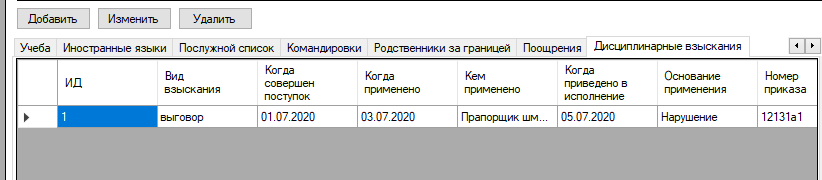 Добавить Изменить Удалить
Учеба Иностранные языки Послужной список Командировки Родственники за границей Поощрения Дисциплинарные взыскания
ИД Вид взыскания Когда совершен поступок Когда применено Кем применено Когда приведено в исполнение Основание применения Номер приказа
1 выговор 01.07.2020 03.07.2020 Прапорщик шм... 05.07.2020 Нарушение 12131а1